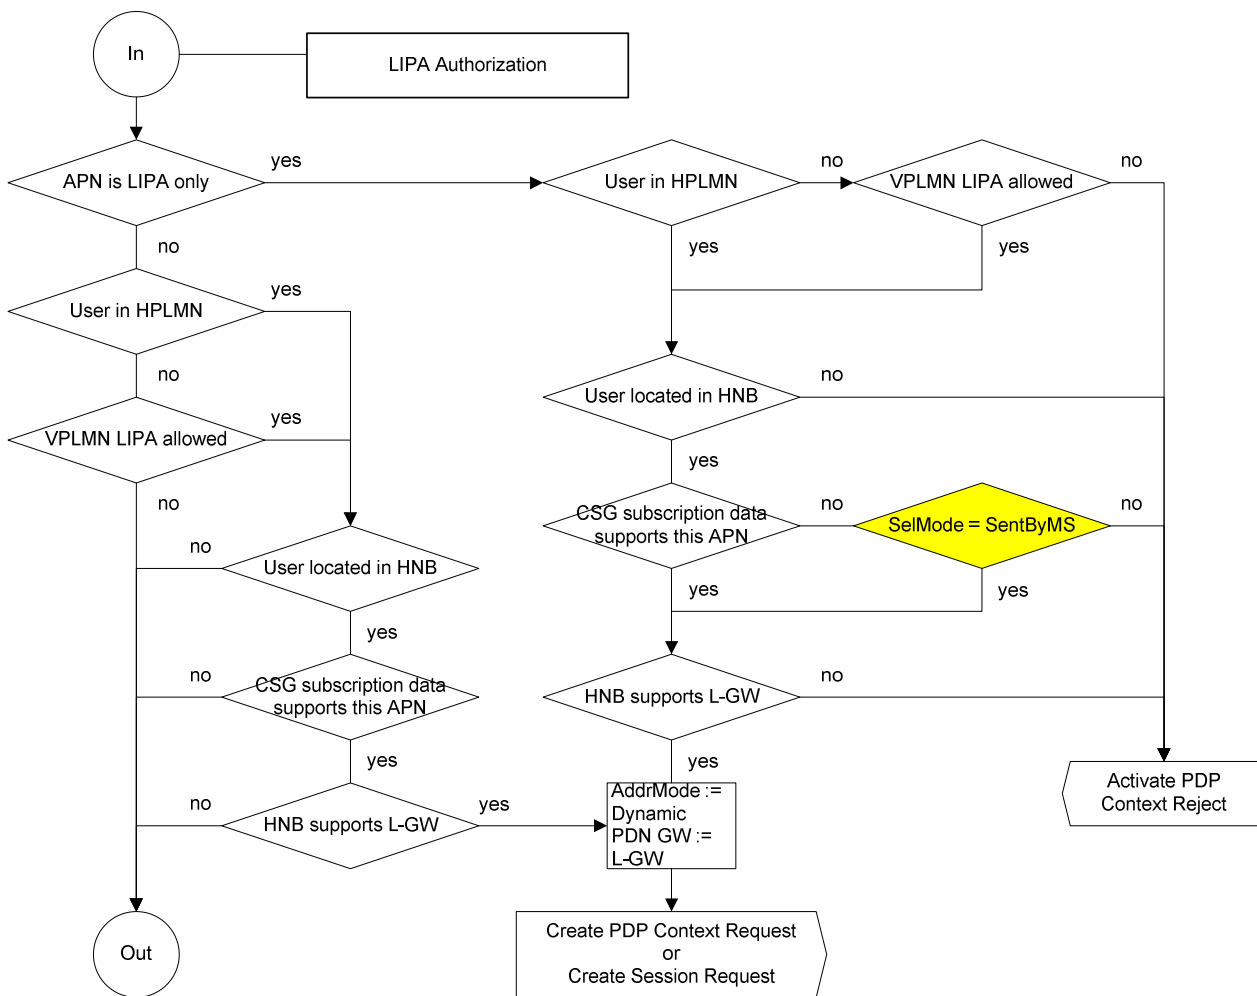 In
LIPA Authorization
APN is LIPA only
yes
User in HPLMN
no
VPLMN LIPA allowed
no
no
yes
yes
User in HPLMN
yes
no
User located in HNB
no
VPLMN LIPA allowed
yes
yes
no
CSG subscription data
supports this APN
no
SelMode = SentByMS
no
no
User located in HNB
yes
yes
yes
no
CSG subscription data
supports this APN
HNB supports L-GW
no
yes
yes
no
HNB supports L-GW
yes
AddrMode :=
Dynamic
PDN GW :=
L-GW
Activate PDP
Context Reject
Out
Create PDP Context Request
or
Create Session Request